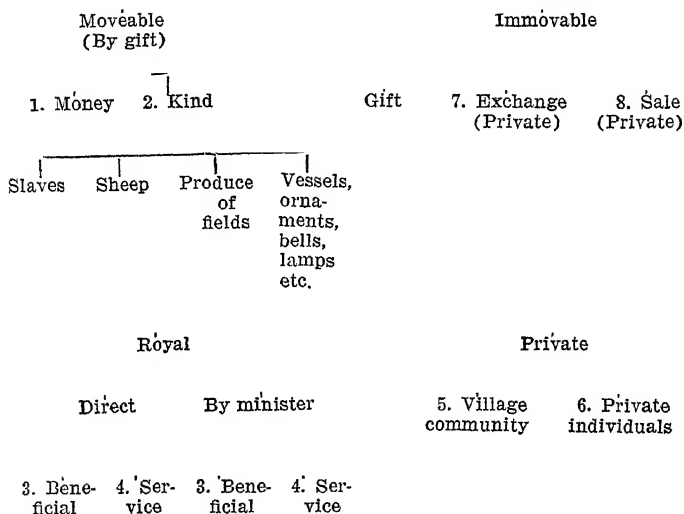 Moveable Immovable
(By gift)
1. Money 2. Kind Gift 7. Exchange 8. Sale
(Private) (Private)
Slaves Sheep Produce of fields Vessels, orna-
ments,
bells,
lamps
etc.
Royal Private
Direct By minister 5. Village community 6. Private individuals
3. Bene- 4. Ser- 3. Bene- 4. Ser-
ficial vice ficial vice